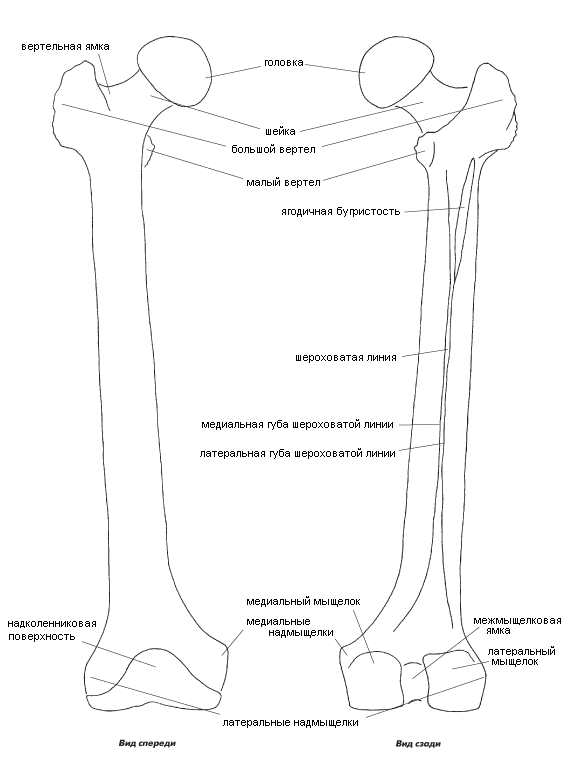 вертельная ямка
головка
шейка
большой вертел
малый вертел
ягодичная бугристость
шероховатая линия
медиальная губа шероховатой линии
латеральная губа шероховатой линии
медиальный мыщелок
медиальные
надмыщелки
надколенниковая
поверхность
межмыщелковая
ямка
латеральный
мыщелок
латеральные надмыщелки
Вид спереди
Вид сзади